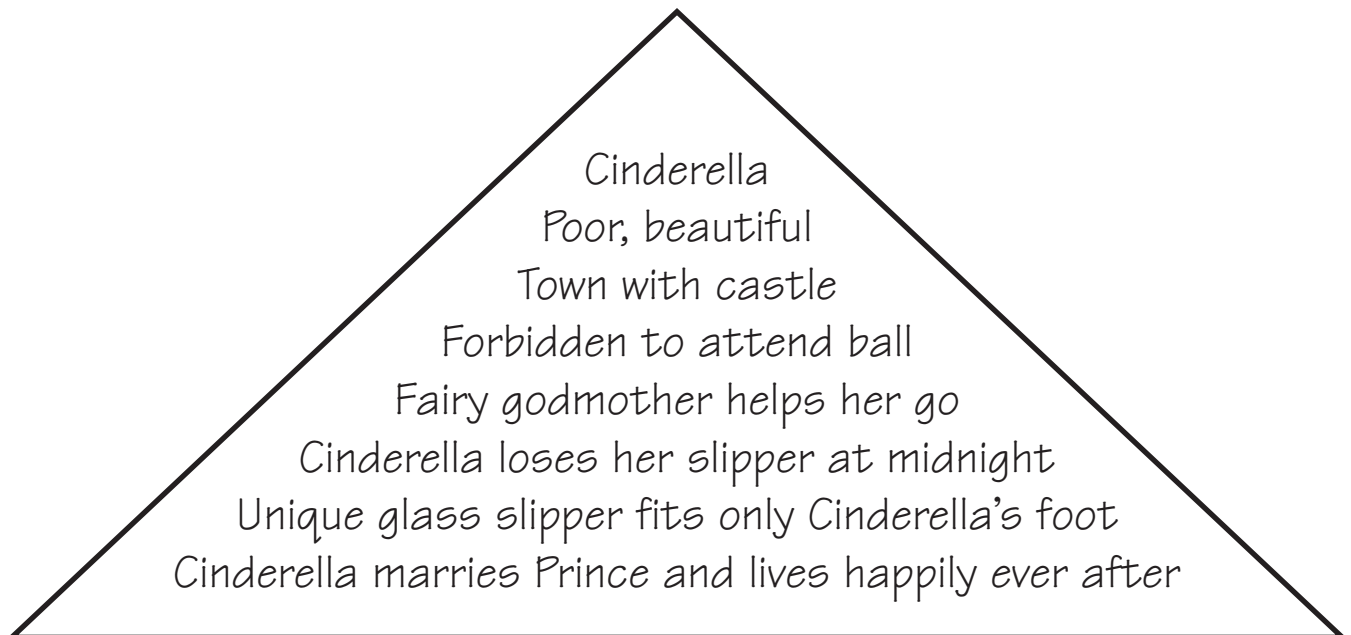 Cinderella
Poor, beautiful
Town with castle
Forbidden to attend ball
Fairy godmother helps her go
Cinderella loses her slipper at midnight
Unique glass slipper fits only Cinderella’s foot
Cinderella marries Prince and lives happily ever after